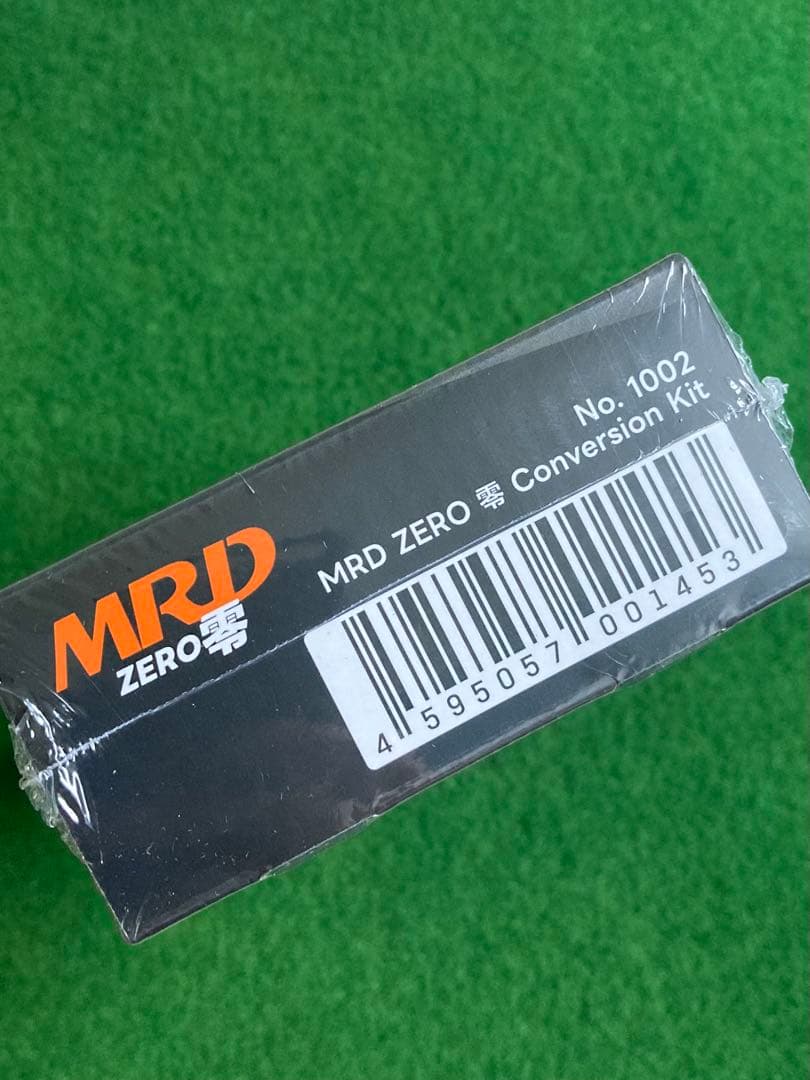 No. 1002
MRD ZERO 零 Conversion Kit
MRD
ZERO零
4 595057 001453